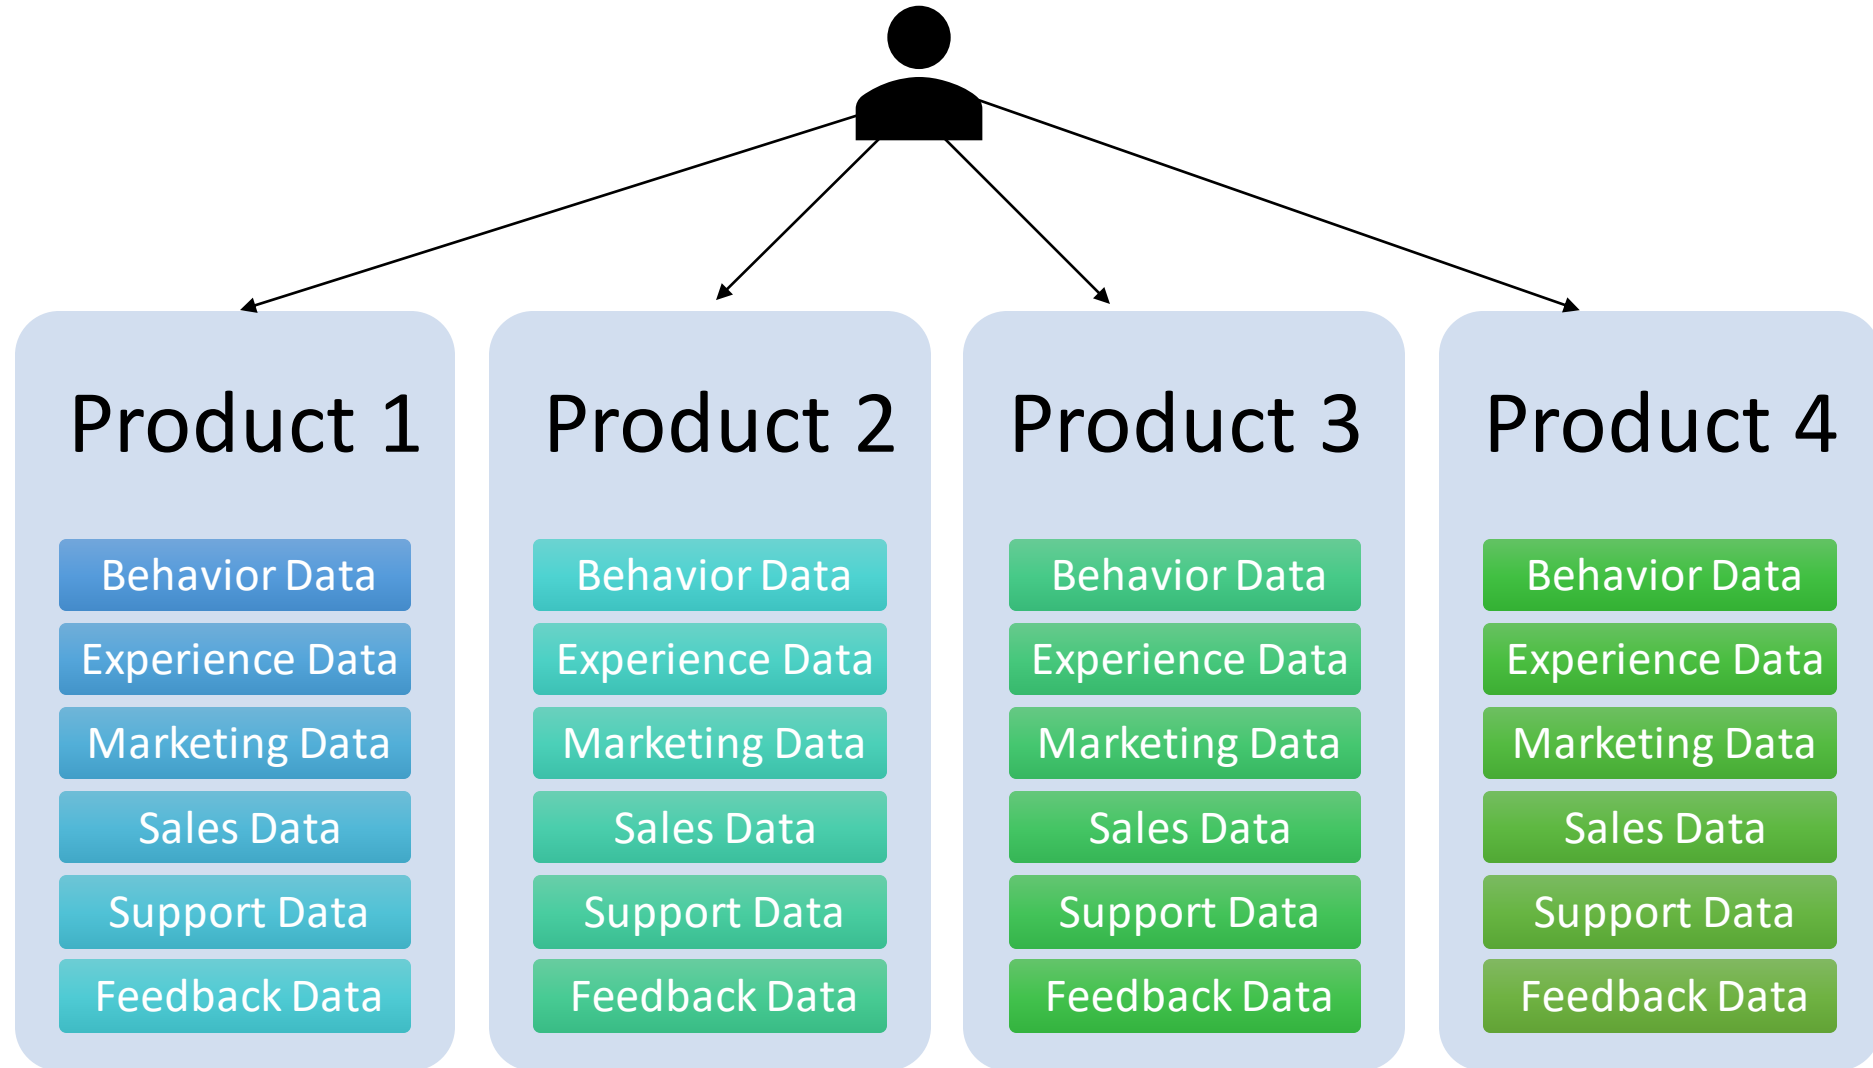 Product 1
Behavior Data
Experience Data
Marketing Data
Sales Data
Support Data
Feedback Data
Product 2
Behavior Data
Experience Data
Marketing Data
Sales Data
Support Data
Feedback Data
Product 3
Behavior Data
Experience Data
Marketing Data
Sales Data
Support Data
Feedback Data
Product 4
Behavior Data
Experience Data
Marketing Data
Sales Data
Support Data
Feedback Data